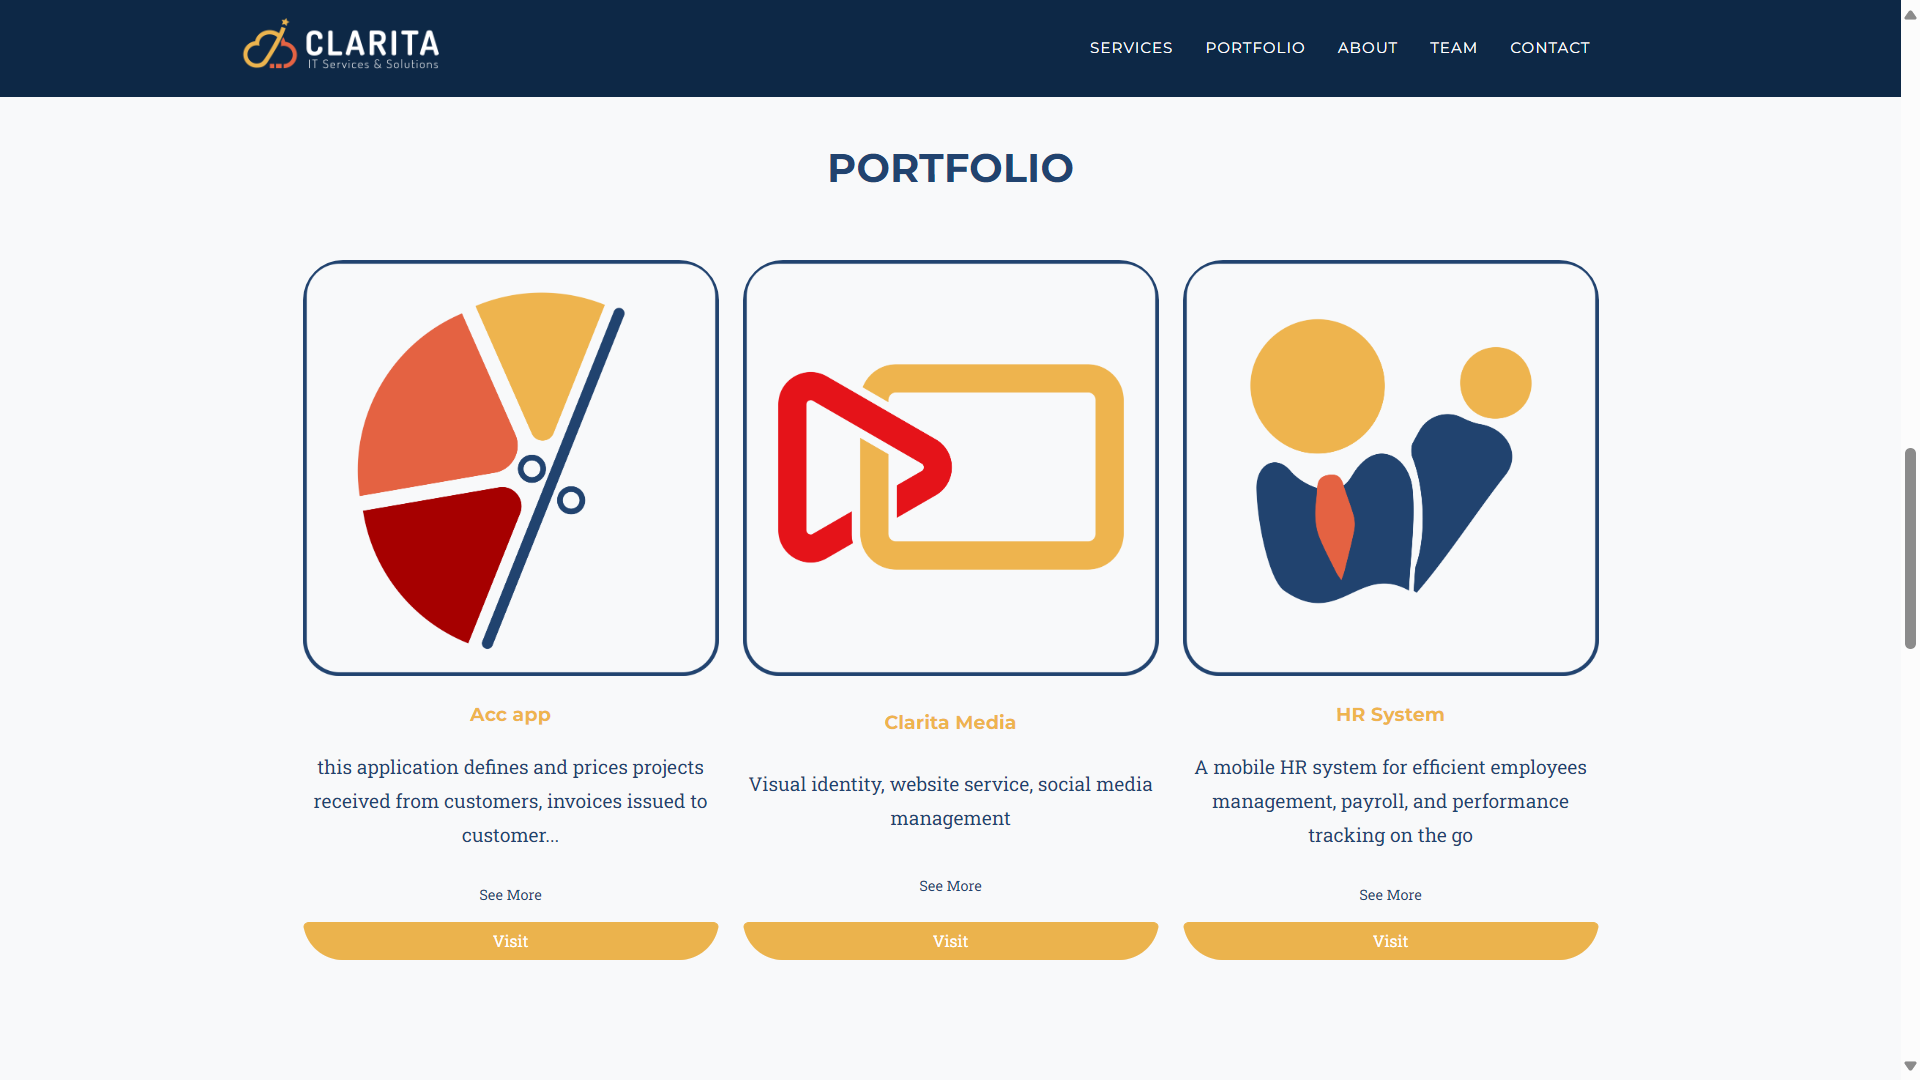 CLARITA
IT Services & Solutions
SERVICES
PORTFOLIO
ABOUT
TEAM
CONTACT
PORTFOLIO
Acc app
this application defines and prices projects
received from customers, invoices issued to
customer...
See More
Visit
Clarita Media
Visual identity, website service, social media
management
See More
Visit
HR System
A mobile HR system for efficient employees
management, payroll, and performance
tracking on the go
See More
Visit